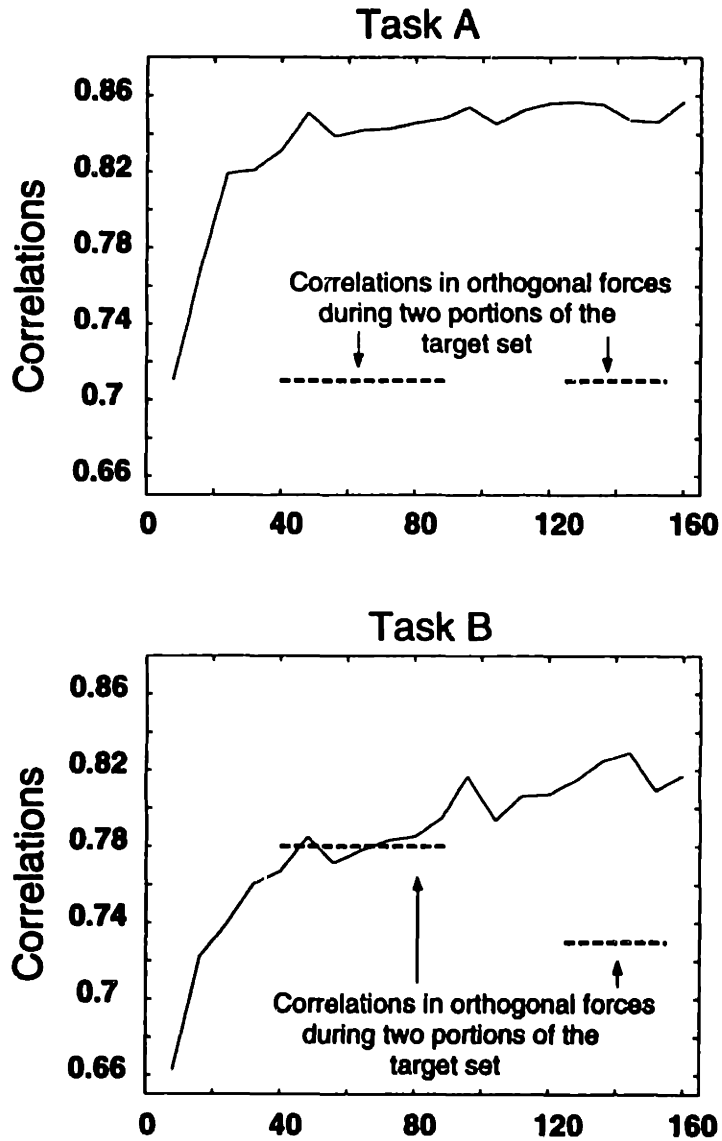 Task A
Correlations
0.86
0.82
0.78
0.74
0.7
0.66
Correlations in orthogonal forces
during two portions of the
target set
0 40 80 120 160
Task B
Correlations
0.86
0.82
0.78
0.74
0.7
0.66
Correlations in orthogonal forces
during two portions of the
target set
0 40 80 120 160